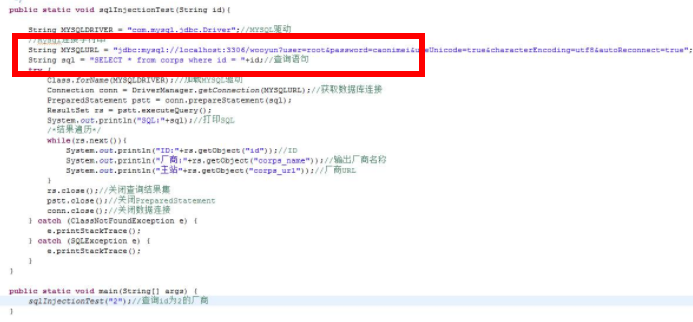 public static void sqlInjectionTest(String id){
String MYSQLDRIVER = "com.mysql.jdbc.Driver";//MYSQL驱动
String MYSQLURL = "jdbc:mysql://localhost:3306/wooyun?user=root&password=caonimei&useUnicode=true&characterEncoding=utf8&autoReconnect=true";
String sql = "SELECT * from corps where id = "+id;//查询语句
try {
Class.forName(MYSQLDRIVER);//加载MYSQL驱动
Connection conn = DriverManager.getConnection(MYSQLURL);//获取数据库连接
PreparedStatement pstt = conn.prepareStatement(sql);
ResultSet rs = pstt.executeQuery();
System.out.println("SQL:"+sql);//打印SQL
/*结果遍历*/
while(rs.next()){
System.out.println("ID:"+rs.getObject("id"));//ID
System.out.println("厂商:"+rs.getObject("corps_name"));//输出厂商名称
System.out.println("主站"+rs.getObject("corps_url"));//厂商URL
}
rs.close();//关闭查询结果集
pstt.close();//关闭PreparedStatement
conn.close();//关闭数据连接
} catch (ClassNotFoundException e) {
e.printStackTrace();
} catch (SQLException e) {
e.printStackTrace();
}
}
public static void main(String[] args) {
sqlInjectionTest("2");//查询id为2的厂商